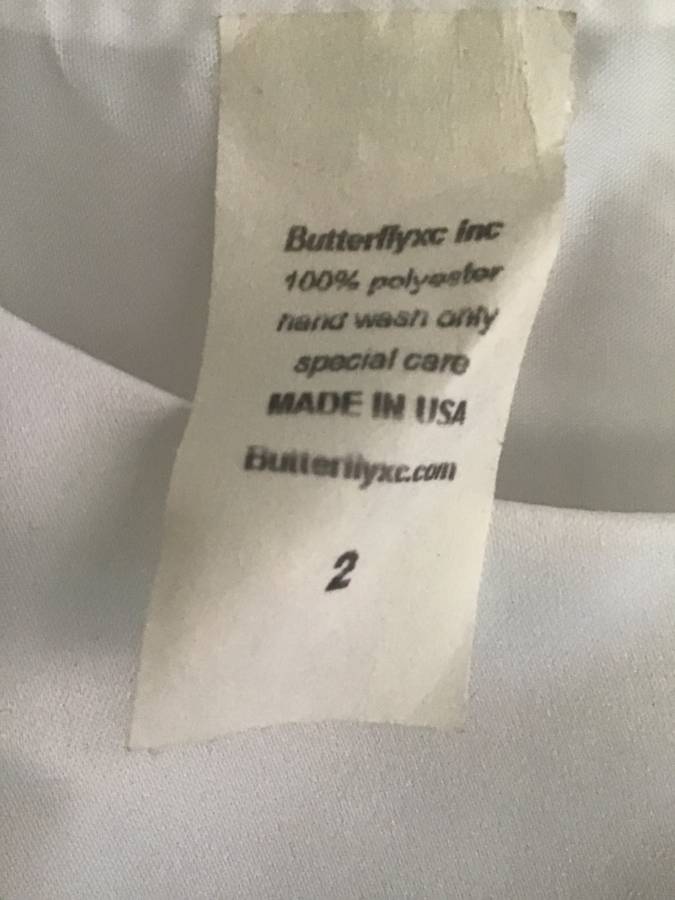 Butterflyxc inc
100% polyester
hand wash only
special care
MADE IN USA
Butterflyxc.com
2